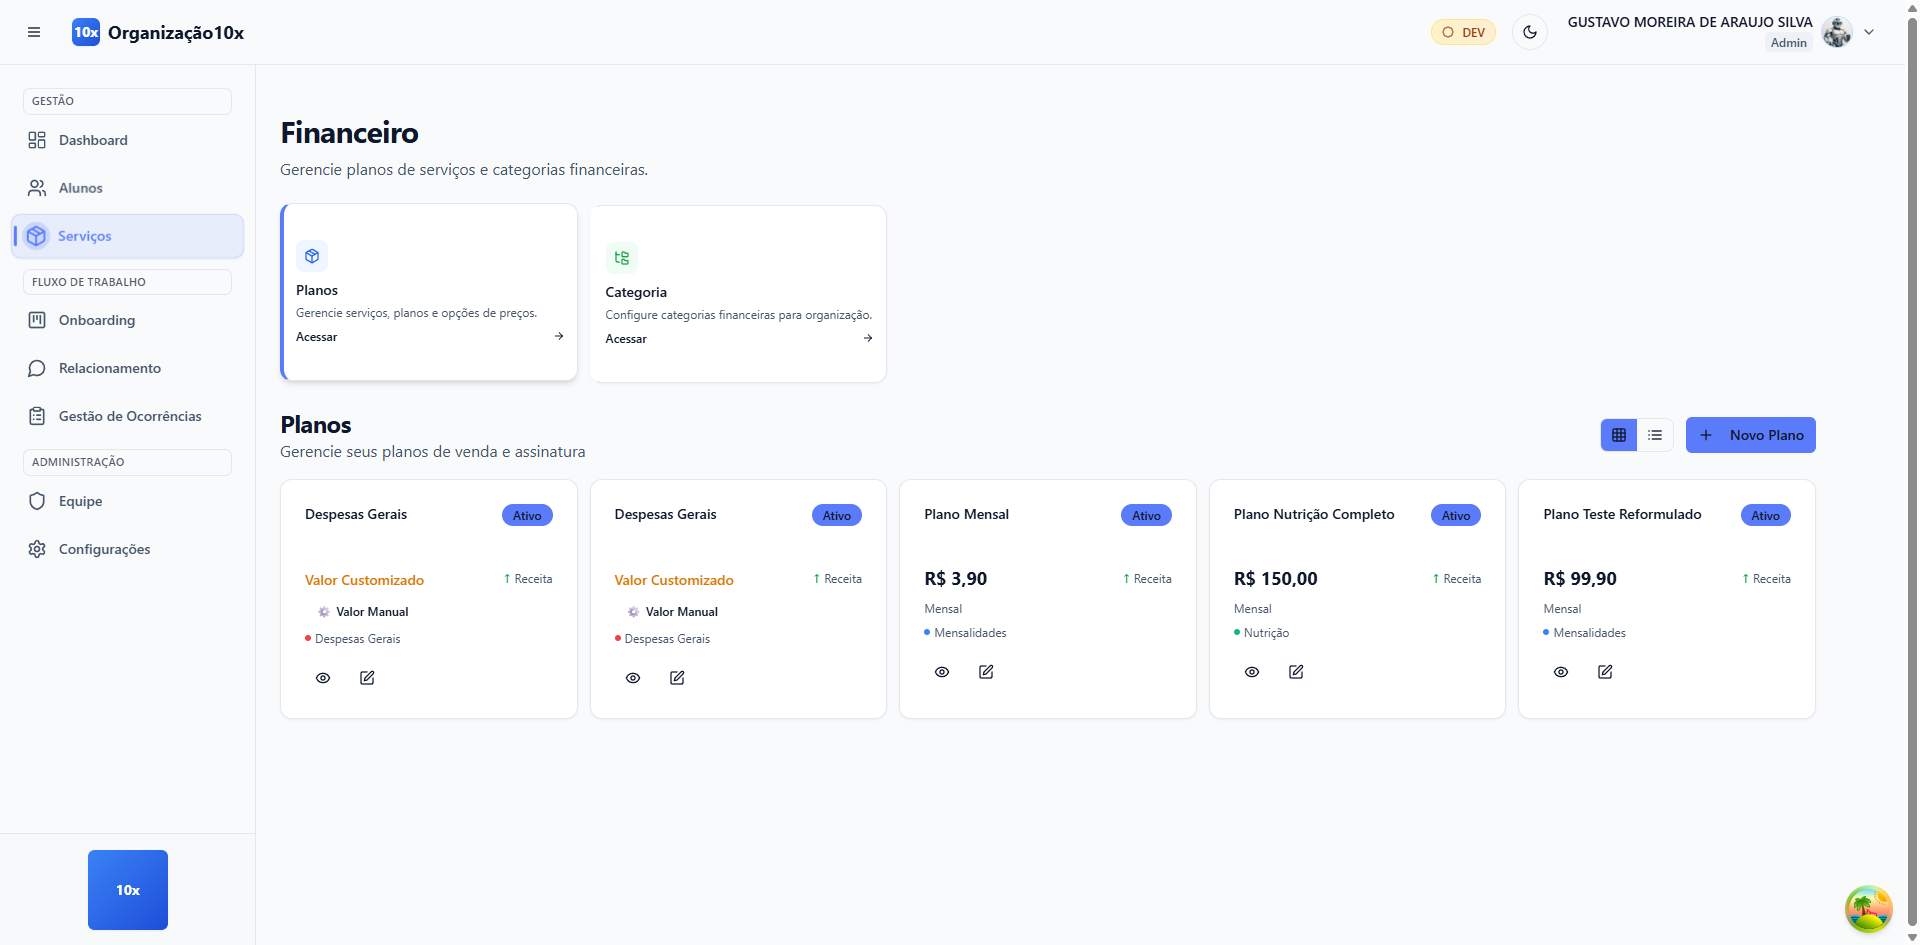 10x Organização10x
DEV
GUSTAVO MOREIRA DE ARAUJO SILVA
Admin
GESTÃO
Dashboard
Alunos
Serviços
FLUXO DE TRABALHO
Onboarding
Relacionamento
Gestão de Ocorrências
ADMINISTRAÇÃO
Equipe
Configurações
10x
Financeiro
Gerencie planos de serviços e categorias financeiras.
Planos
Gerencie serviços, planos e opções de preços.
Acessar
Categoria
Configure categorias financeiras para organização.
Acessar
Planos
Gerencie seus planos de venda e assinatura
Novo Plano
Despesas Gerais Ativo
Valor Customizado ↑ Receita
Valor Manual
Despesas Gerais
Despesas Gerais Ativo
Valor Customizado ↑ Receita
Valor Manual
Despesas Gerais
Plano Mensal Ativo
R$ 3,90 ↑ Receita
Mensal
Mensalidades
Plano Nutrição Completo Ativo
R$ 150,00 ↑ Receita
Mensal
Nutrição
Plano Teste Reformulado Ativo
R$ 99,90 ↑ Receita
Mensal
Mensalidades